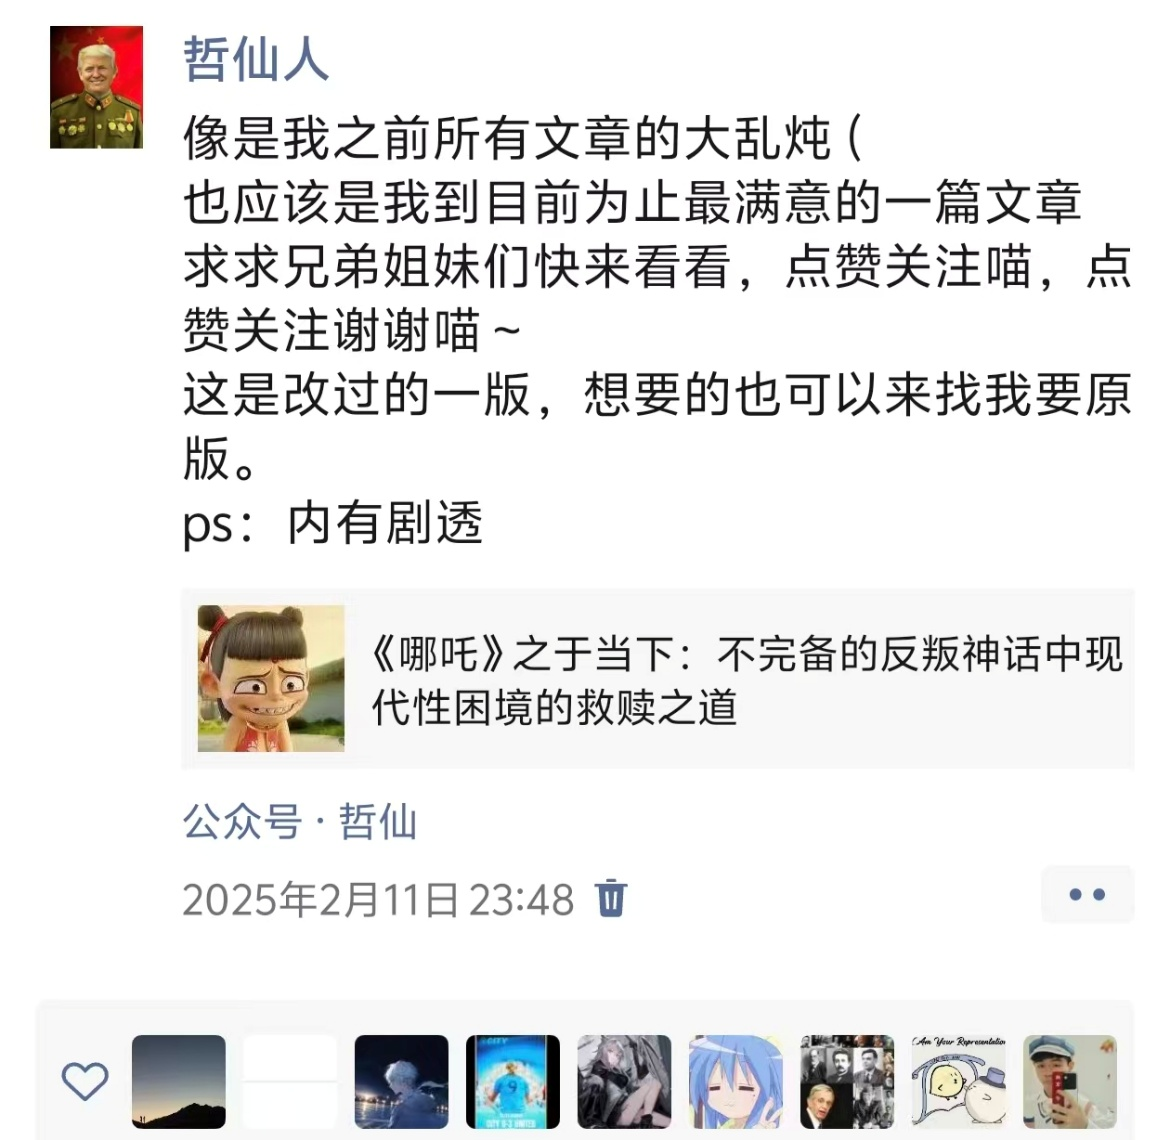 哲仙人
像是我之前所有文章的大乱炖（
也应该是我到目前为止最满意的一篇文章
求求兄弟姐妹们快来看看，点赞关注喵，点
赞关注谢谢喵～
这是改过的一版，想要的也可以来找我要原
版。
ps：内有剧透
《哪吒》之于当下：不完备的反叛神话中现
代性困境的救赎之道
公众号 · 哲仙
2025年2月11日 23:48
CITY
Am Your Representation